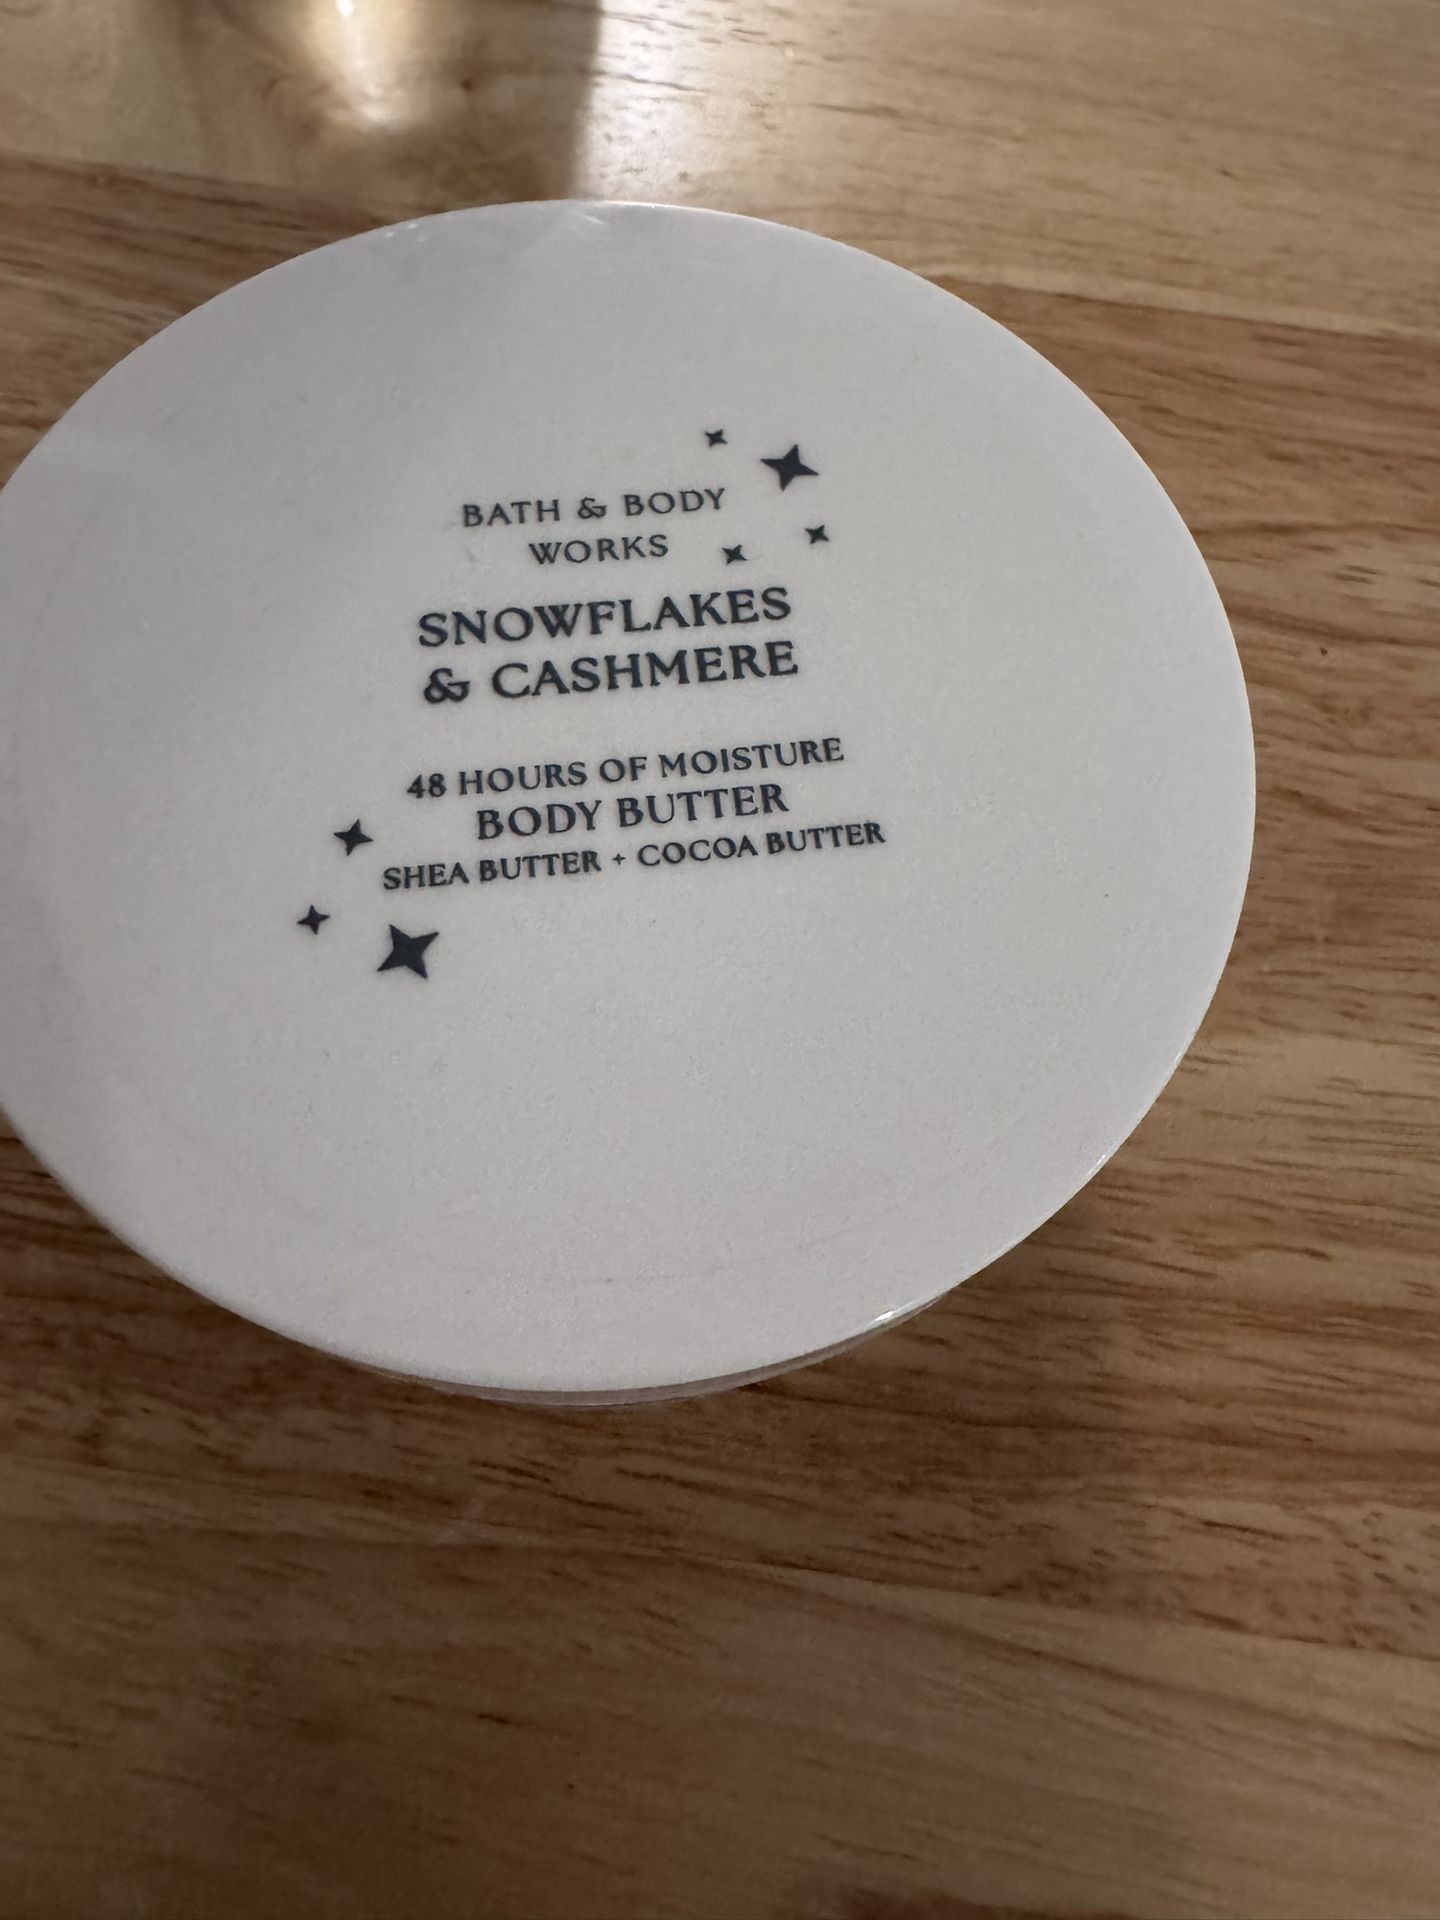 BATH & BODY
WORKS
SNOWFLAKES
& CASHMERE
48 HOURS OF MOISTURE
BODY BUTTER
SHEA BUTTER + COCOA BUTTER